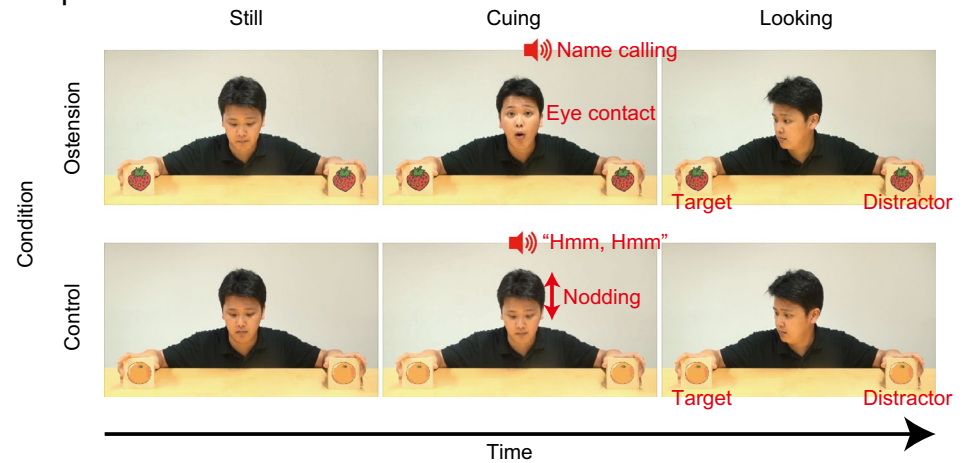 Still
Cuing
Looking
Condition
Ostension
Name calling
Eye contact
Target
Distractor
Control
“Hmm, Hmm”
Nodding
Target
Distractor
Time